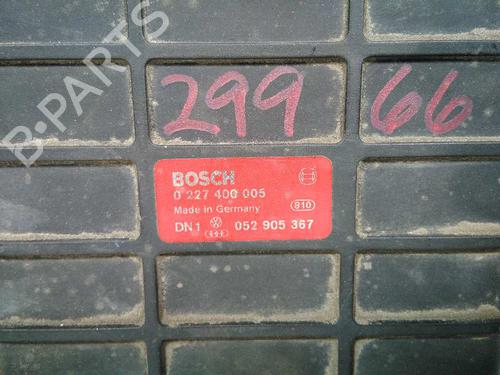 B-PARTS
299 66
BOSCH
0 227 400 005
Made in Germany 810
DN1 052 905 367